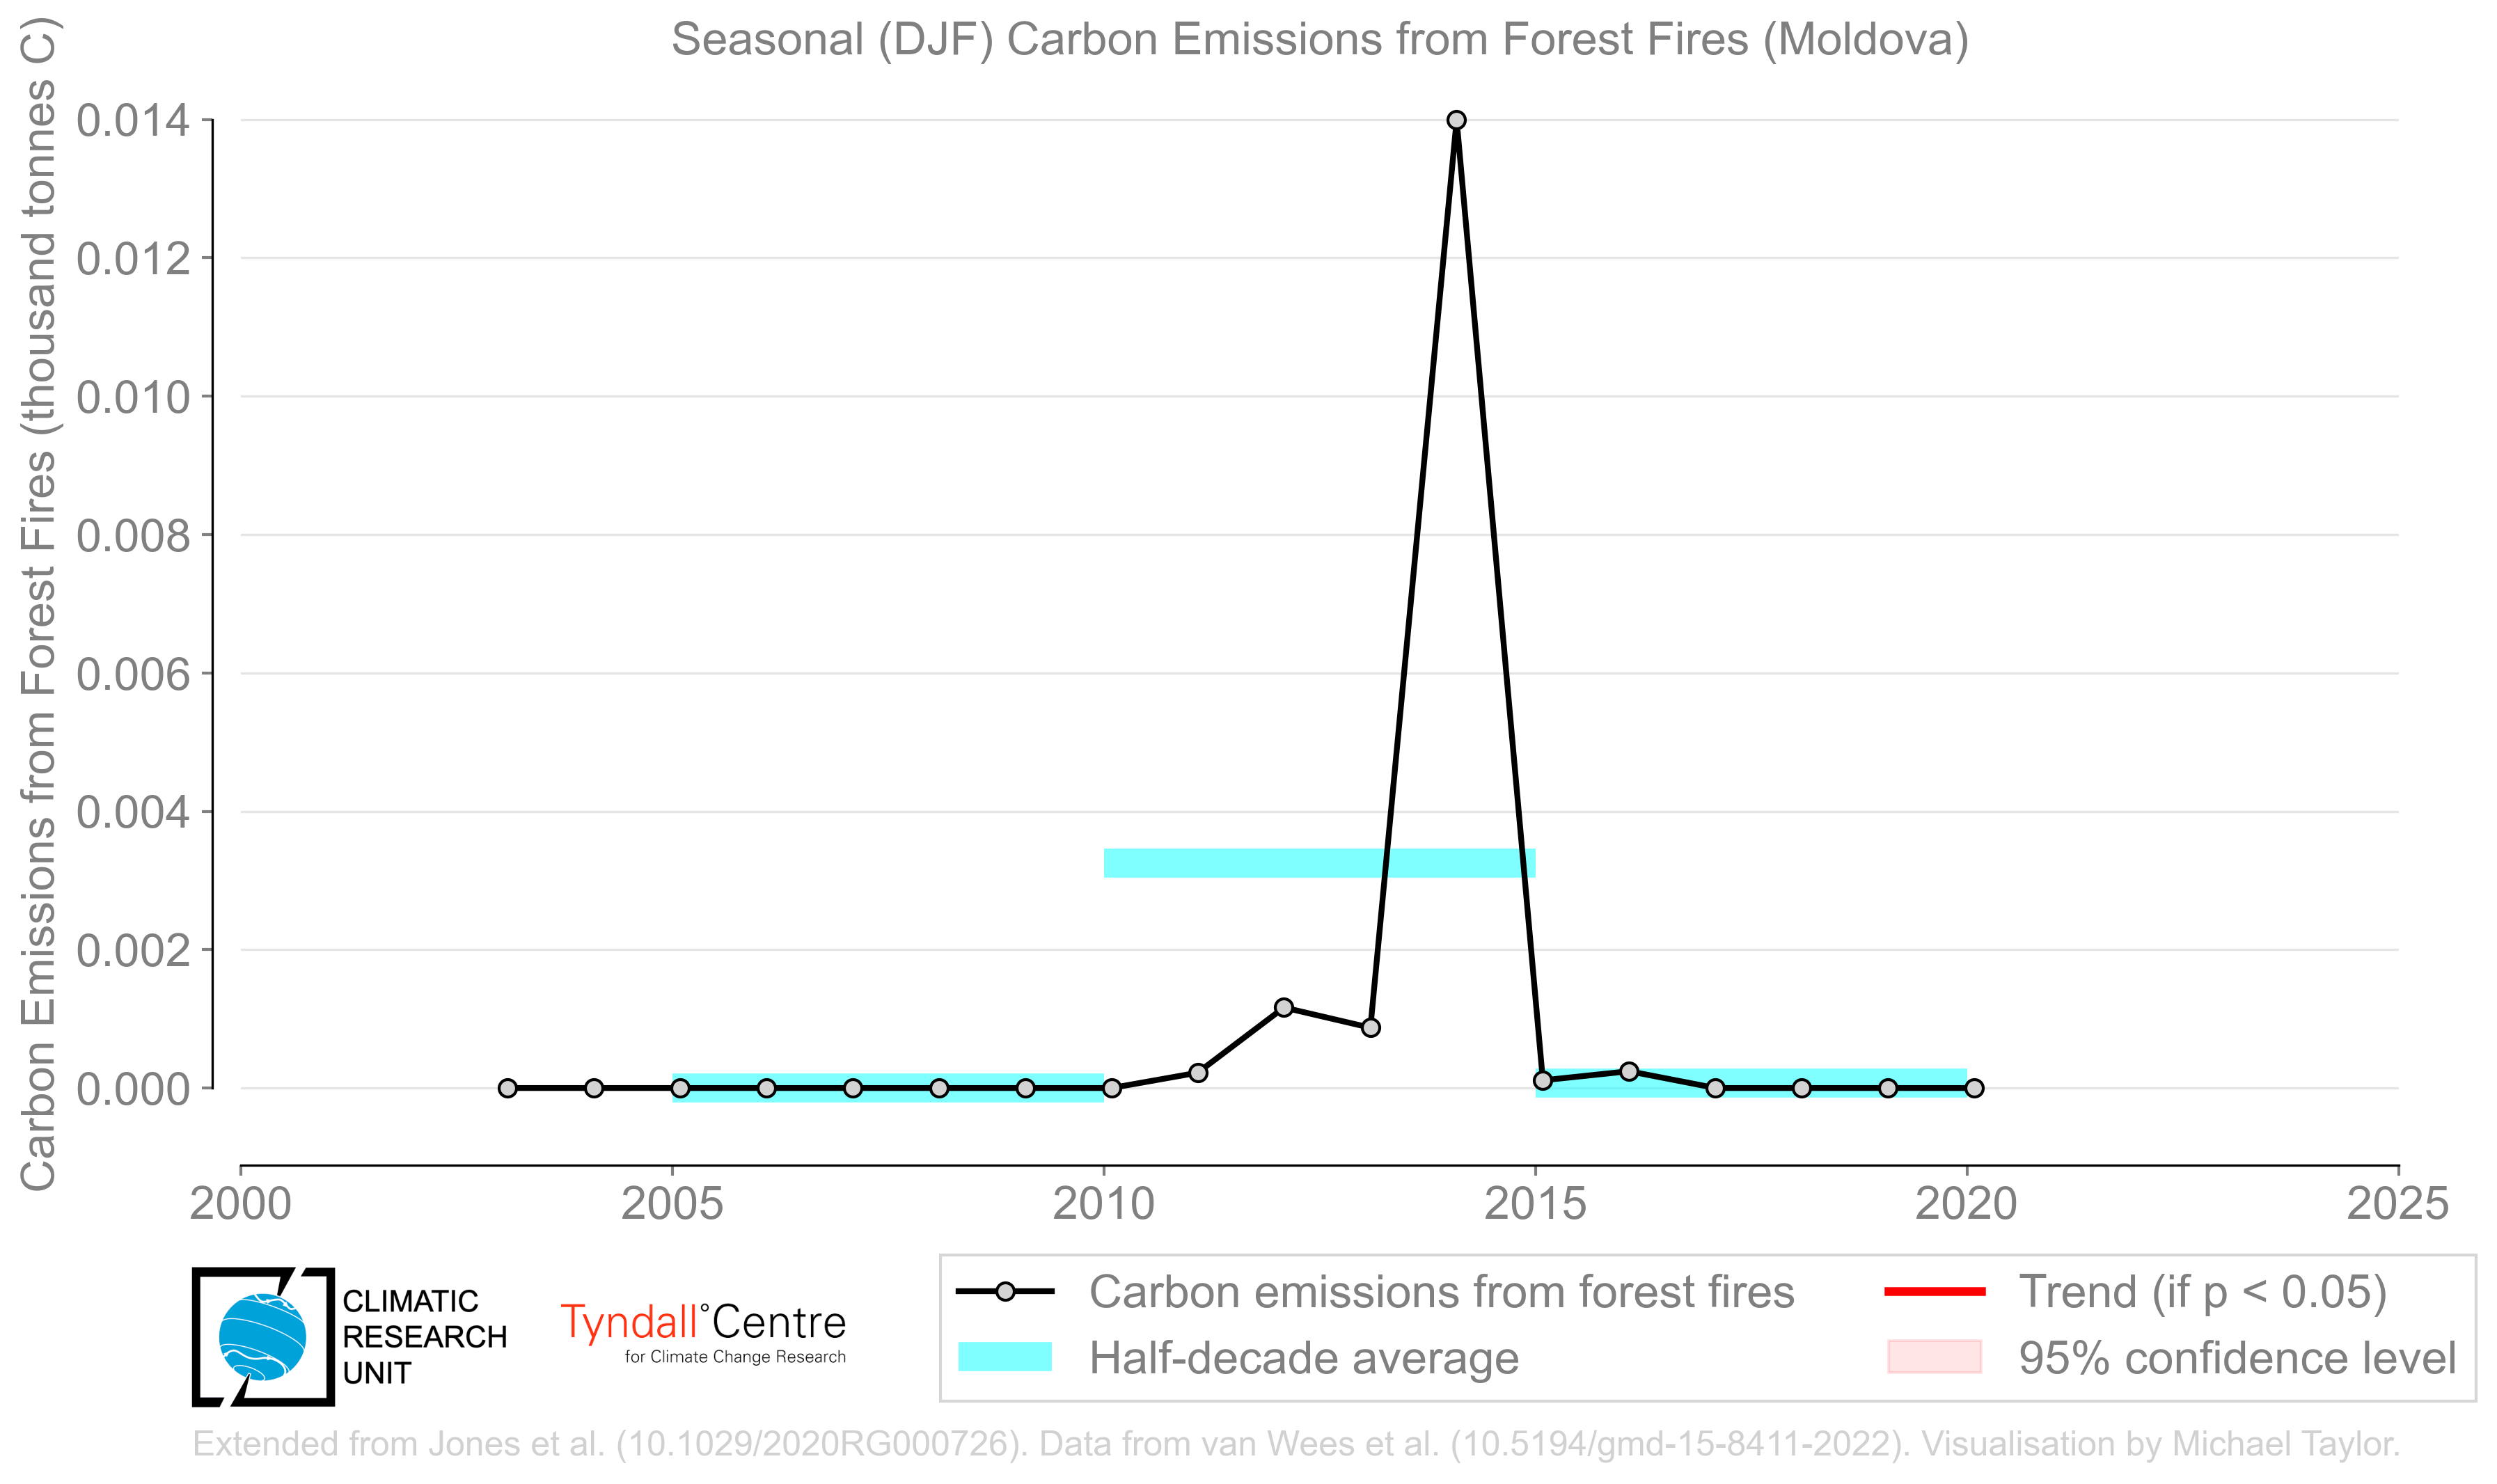 Seasonal (DJF) Carbon Emissions from Forest Fires (Moldova)
Carbon Emissions from Forest Fires (thousand tonnes C)
0.014
0.012
0.010
0.008
0.006
0.004
0.002
0.000
2000 2005 2010 2015 2020 2025
CLIMATIC
RESEARCH
UNIT
Tyndall°Centre
for Climate Change Research
Carbon emissions from forest fires
Half-decade average
Trend (if p < 0.05)
95% confidence level
Extended from Jones et al. (10.1029/2020RG000726). Data from van Wees et al. (10.5194/gmd-15-8411-2022). Visualisation by Michael Taylor.